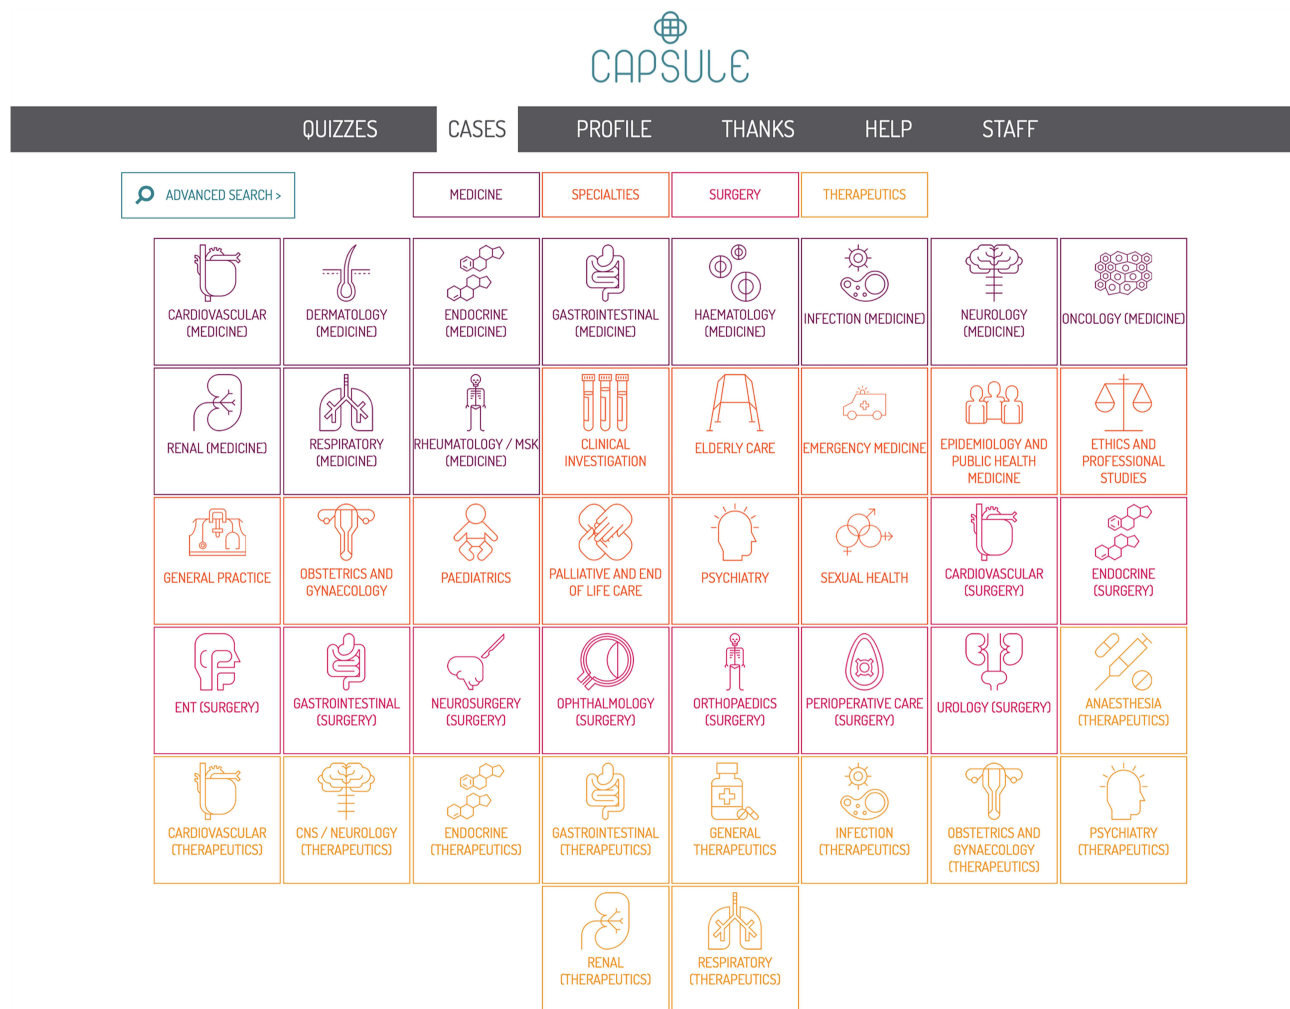 CAPSULE
QUIZZES CASES PROFILE THANKS HELP STAFF
ADVANCED SEARCH >
MEDICINE
SPECIALTIES
SURGERY
THERAPEUTICS
CARDIOVASCULAR
(MEDICINE)
DERMATOLOGY
(MEDICINE)
ENDOCRINE
(MEDICINE)
GASTROINTESTINAL
(MEDICINE)
HAEMATOLOGY
(MEDICINE)
INFECTION (MEDICINE)
NEUROLOGY
(MEDICINE)
ONCOLOGY (MEDICINE)
RENAL (MEDICINE)
RESPIRATORY
(MEDICINE)
RHEUMATOLOGY / MSK
(MEDICINE)
CLINICAL
INVESTIGATION
ELDERLY CARE
EMERGENCY MEDICINE
EPIDEMIOLOGY AND
PUBLIC HEALTH
MEDICINE
ETHICS AND
PROFESSIONAL
STUDIES
GENERAL PRACTICE
OBSTETRICS AND
GYNAECOLOGY
PAEDIATRICS
PALLIATIVE AND END
OF LIFE CARE
PSYCHIATRY
SEXUAL HEALTH
CARDIOVASCULAR
(SURGERY)
ENDOCRINE
(SURGERY)
ENT (SURGERY)
GASTROINTESTINAL
(SURGERY)
NEUROSURGERY
(SURGERY)
OPHTHALMOLOGY
(SURGERY)
ORTHOPAEDICS
(SURGERY)
PERIOPERATIVE CARE
(SURGERY)
UROLOGY (SURGERY)
ANAESTHESIA
(THERAPEUTICS)
CARDIOVASCULAR
(THERAPEUTICS)
CNS / NEUROLOGY
(THERAPEUTICS)
ENDOCRINE
(THERAPEUTICS)
GASTROINTESTINAL
(THERAPEUTICS)
GENERAL
THERAPEUTICS
INFECTION
(THERAPEUTICS)
OBSTETRICS AND
GYNAECOLOGY
(THERAPEUTICS)
PSYCHIATRY
(THERAPEUTICS)
RENAL
(THERAPEUTICS)
RESPIRATORY
(THERAPEUTICS)